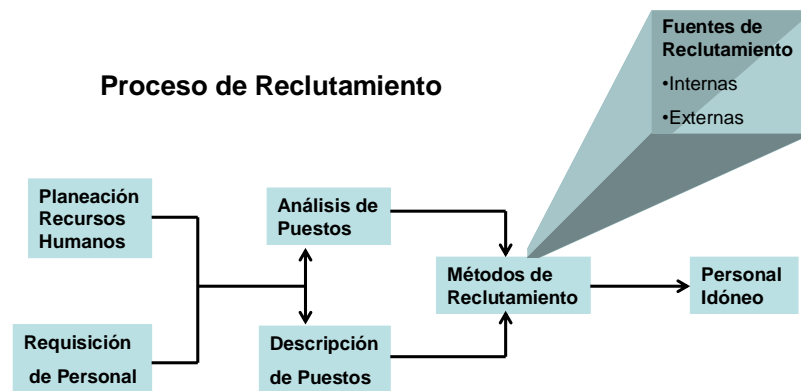 Proceso de Reclutamiento
Fuentes de
Reclutamiento
•Internas
•Externas
Planeación
Recursos
Humanos
Análisis de
Puestos
Métodos de
Reclutamiento
Personal
Idóneo
Requisición
de Personal
Descripción
de Puestos